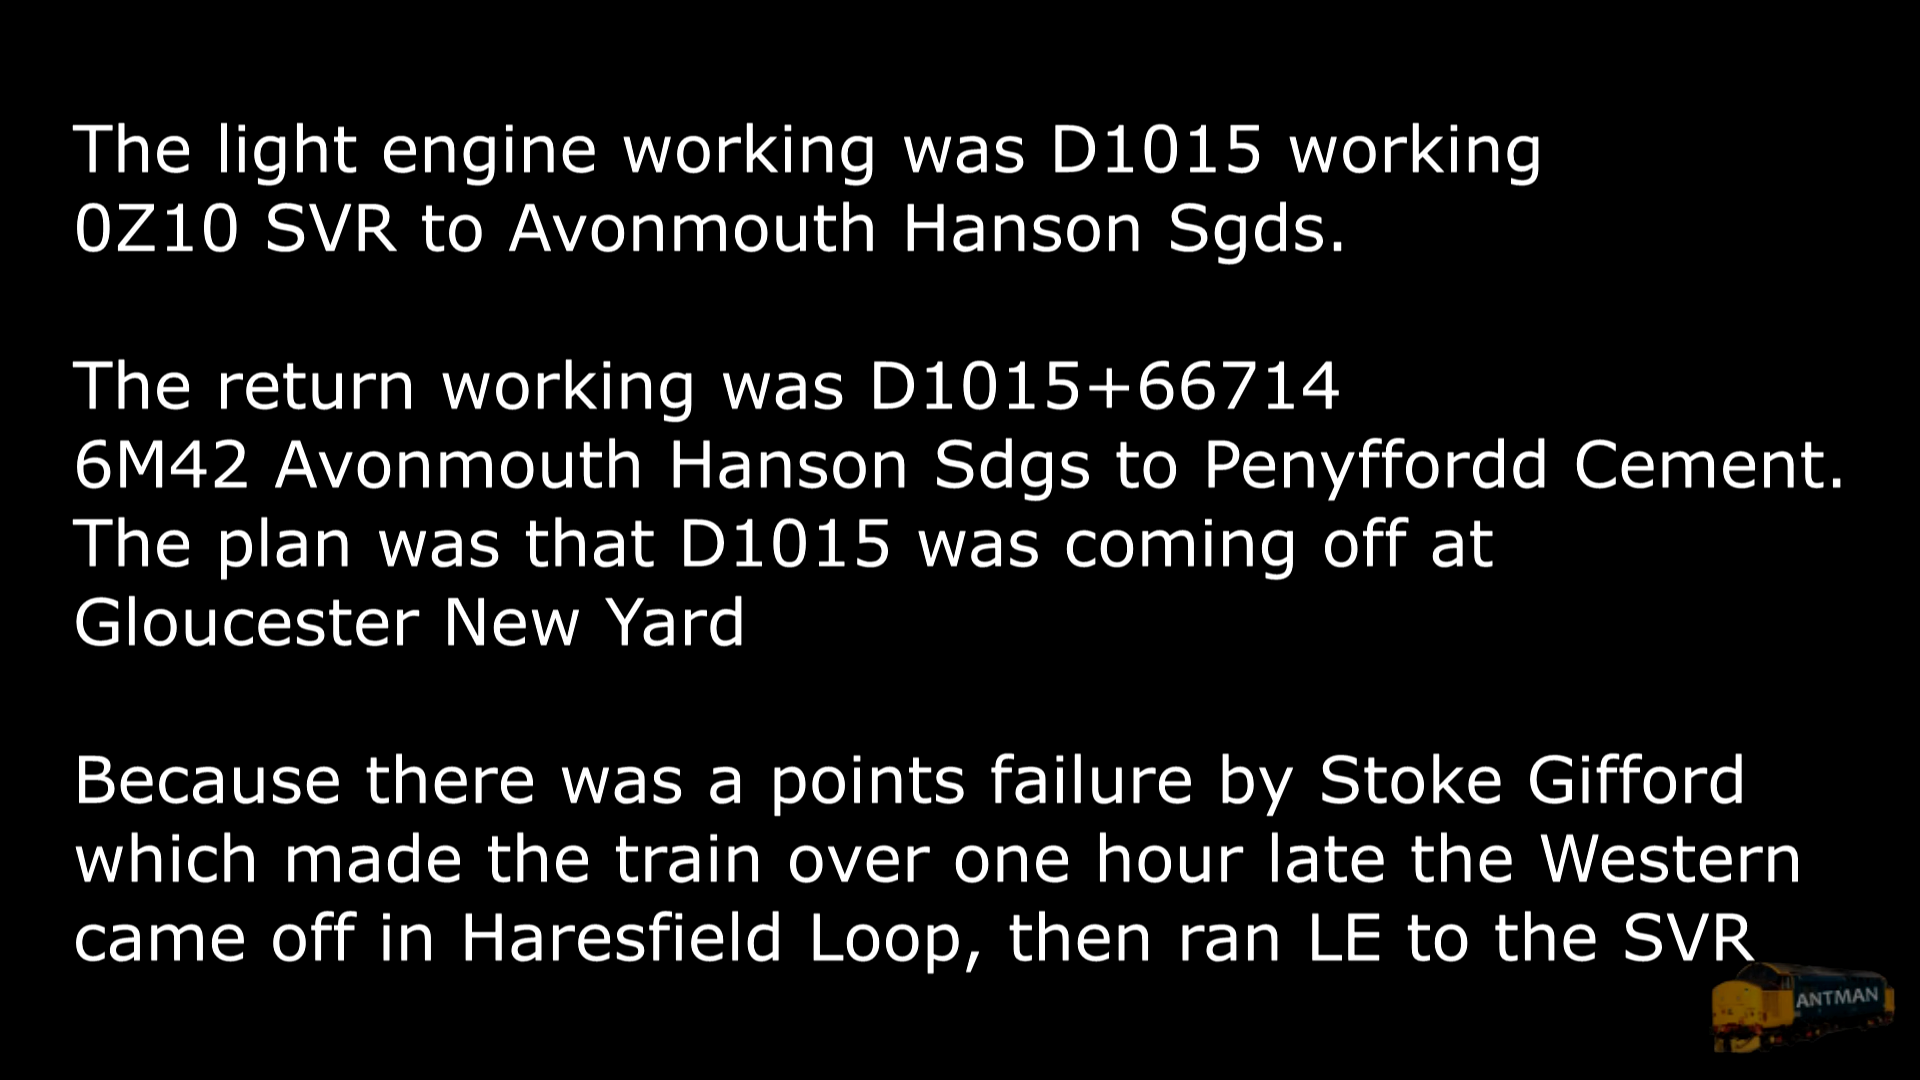 The light engine working was D1015 working
0Z10 SVR to Avonmouth Hanson Sgds.
The return working was D1015+66714
6M42 Avonmouth Hanson Sdgs to Penyffordd Cement.
The plan was that D1015 was coming off at
Gloucester New Yard
Because there was a points failure by Stoke Gifford
which made the train over one hour late the Western
came off in Haresfield Loop, then ran LE to the SVR
ANTMAN